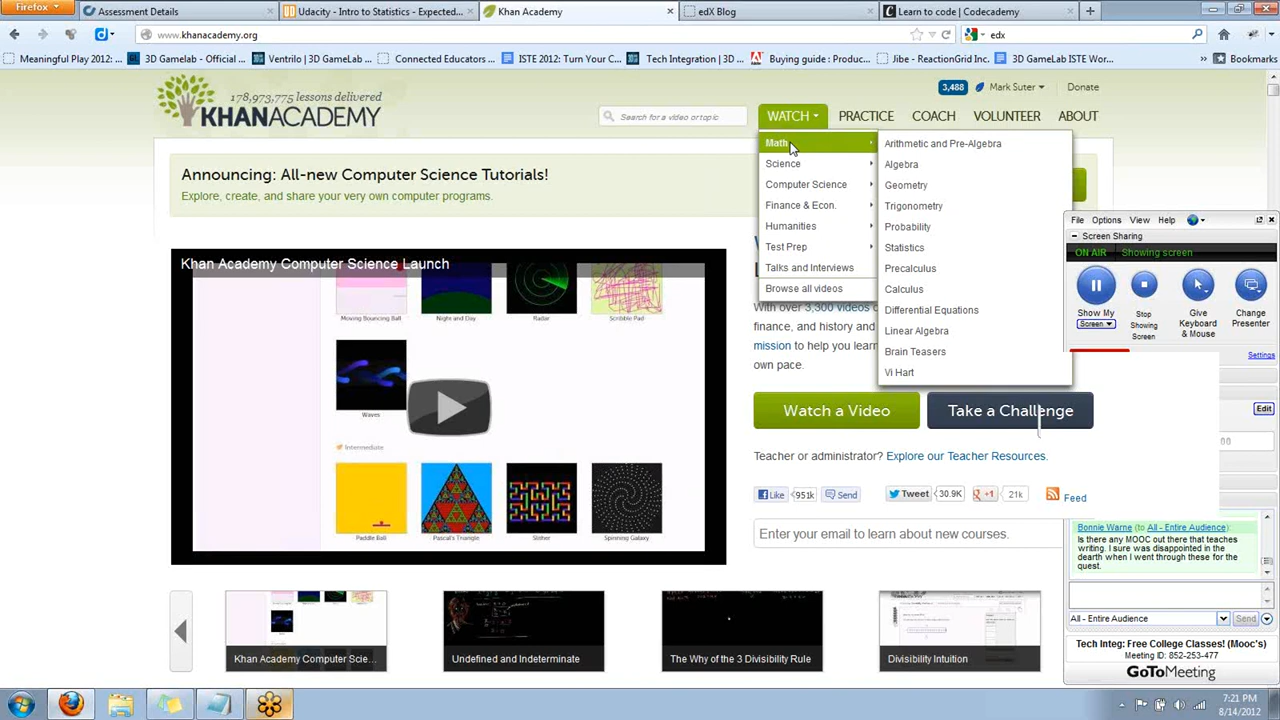 Firefox
Assessment Details
Udacity - Intro to Statistics - Expected...
Khan Academy
edX Blog
Learn to code | Codecademy
www.khanacademy.org
edx
Meaningful Play 2012: ...
3D Gamelab - Official ...
Ventrilo | 3D GameLab ...
Connected Educators ...
ISTE 2012: Turn Your C...
Tech Integration | 3D ...
Buying guide : Produc...
Jibe - ReactionGrid Inc.
3D GameLab ISTE Wor...
Bookmarks
178,973,775 lessons delivered
KHANACADEMY
3,488
Mark Suter
Donate
Search for a video or topic
WATCH
PRACTICE
COACH
VOLUNTEER
ABOUT
Math
Science
Computer Science
Finance & Econ.
Humanities
Test Prep
Talks and Interviews
Browse all videos
Arithmetic and Pre-Algebra
Algebra
Geometry
Trigonometry
Probability
Statistics
Precalculus
Calculus
Differential Equations
Linear Algebra
Brain Teasers
Vi Hart
Announcing: All-new Computer Science Tutorials!
Explore, create, and share your very own computer programs.
Khan Academy Computer Science Launch
Moving Bouncing Ball
Night and Day
Radar
Scribble Pad
Waves
Intermediate
Paddle Ball
Pascal's Triangle
Slither
Spinning Galaxy
With over 3,300 videos
finance, and history and
mission to help you learn
own pace.
Watch a Video
Take a Challenge
Teacher or administrator? Explore our Teacher Resources.
Like
951k
Send
Tweet
30.9K
+1
21k
Feed
Enter your email to learn about new courses.
Khan Academy Computer Scie...
Undefined and Indeterminate
The Why of the 3 Divisibility Rule
Divisibility Intuition
File
Options
View
Help
Screen Sharing
ON AIR
Showing screen
Show My
Screen
Stop
Showing
Screen
Give
Keyboard
& Mouse
Change
Presenter
Settings
Edit
00
Bonnie Warne (to All - Entire Audience):
Is there any MOOC out there that teaches
writing. I sure was disappointed in the
dearth when I went through these for the
quest.
All - Entire Audience
Send
Tech Integ: Free College Classes! (Mooc's)
Meeting ID: 852-253-477
GoToMeeting
7:21 PM
8/14/2012